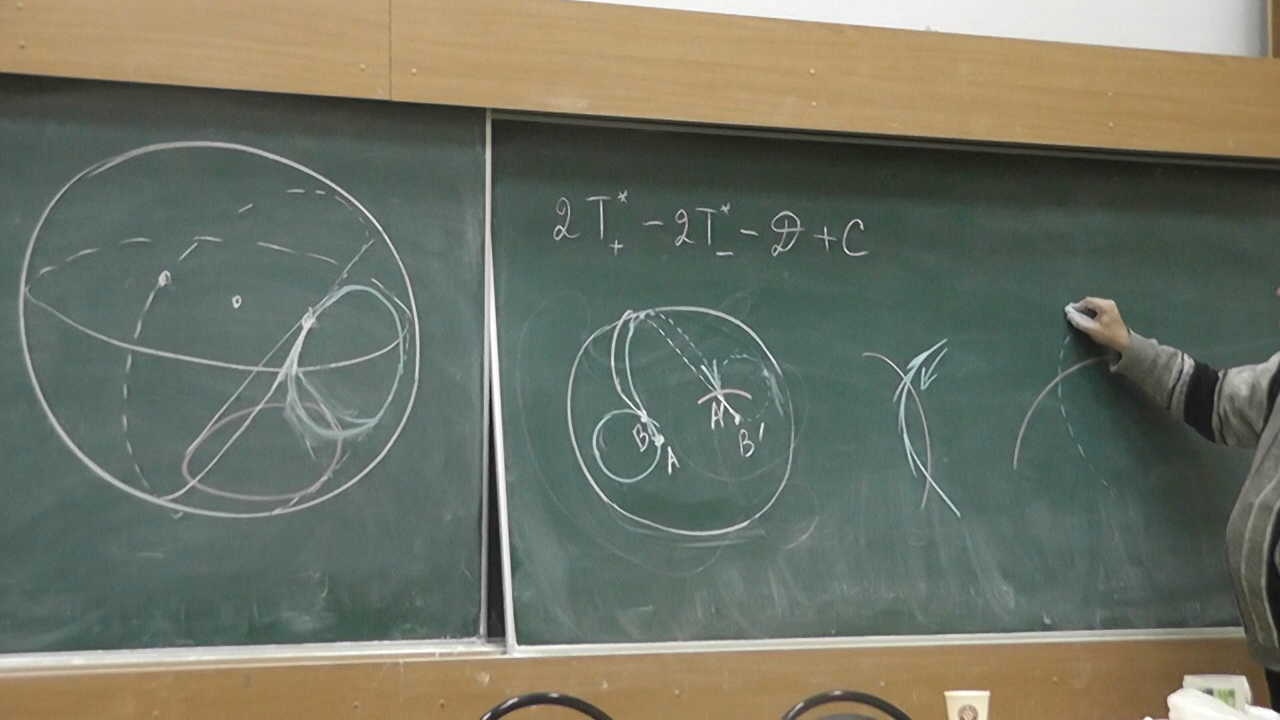 2T₊* - 2T₋* - D + C
B A A' B'